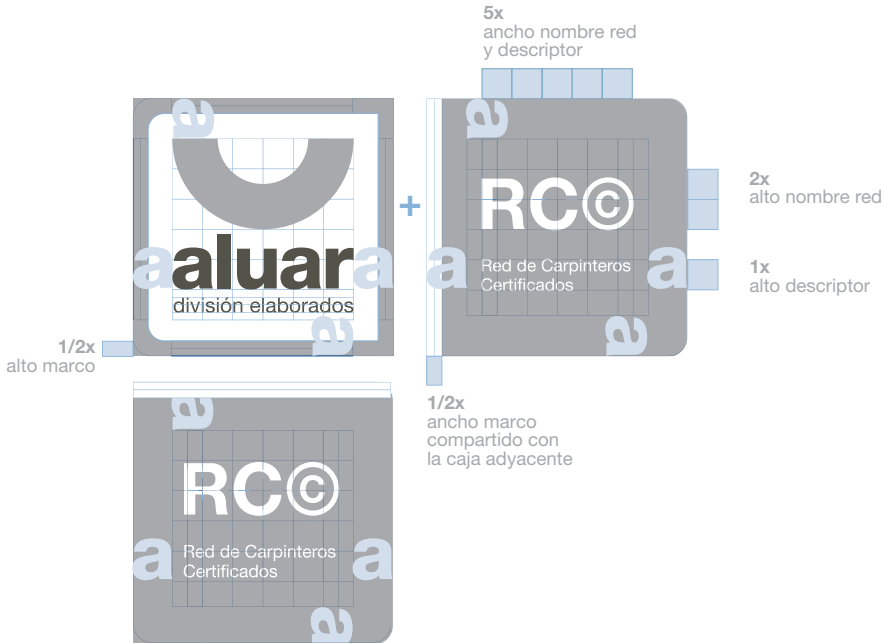 5x
ancho nombre red
y descriptor
a
aluar
división elaborados
a
a
a
+
a
RC©
Red de Carpinteros
Certificados
a
a
a
2x
alto nombre red
1x
alto descriptor
1/2x
alto marco
1/2x
ancho marco
compartido con
la caja adyacente
a
RC©
Red de Carpinteros
Certificados
a
a
a